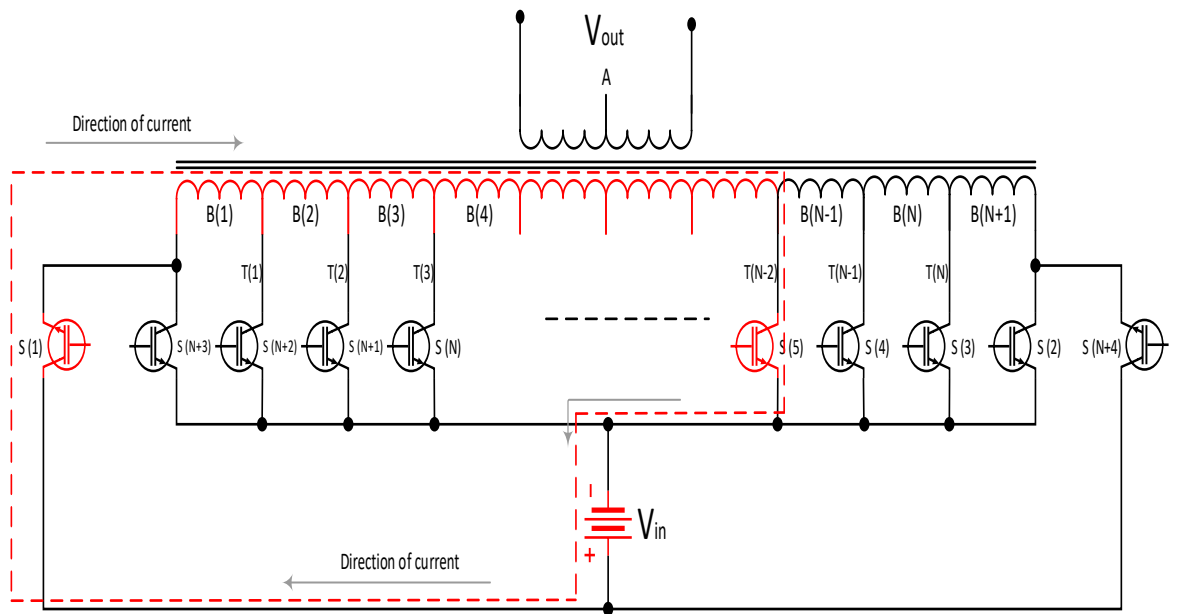 Vout
A
Direction of current
B(1) B(2) B(3) B(4) B(N-1) B(N) B(N+1)
T(1) T(2) T(3) T(N-2) T(N-1) T(N)
S (1) S (N+3) S (N+2) S (N+1) S (N) S (5) S (4) S (3) S (2) S (N+4)
-
Vin
+
Direction of current